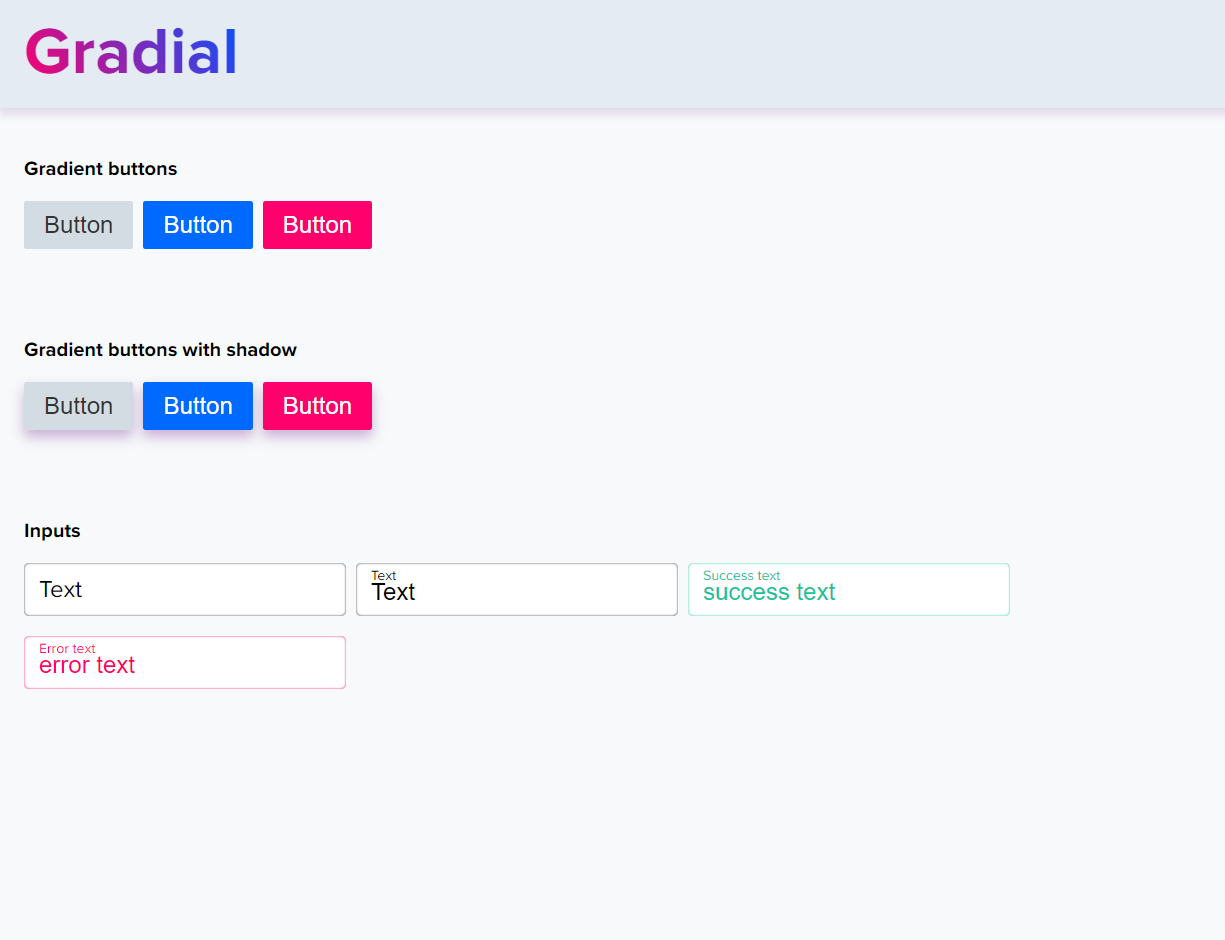 Gradial
Gradient buttons
Button Button Button
Gradient buttons with shadow
Button Button Button
Inputs
Text
Text
Text
Success text
success text
Error text
error text